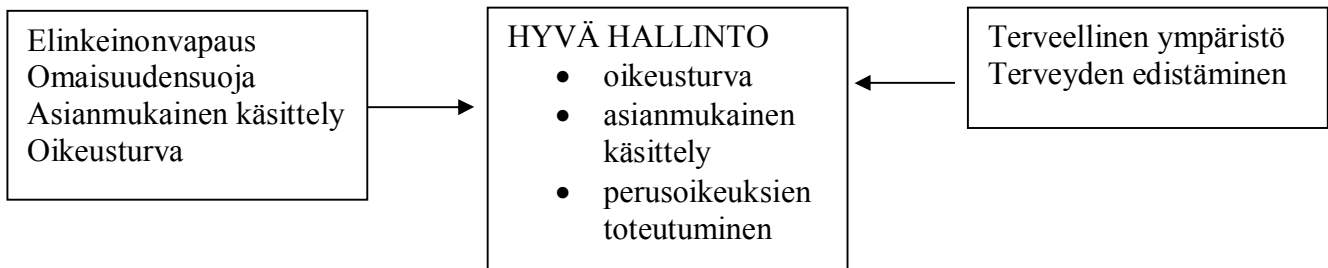 Elinkeinonvapaus
Omaisuudensuoja
Asianmukainen käsittely
Oikeusturva
HYVÄ HALLINTO
• oikeusturva
• asianmukainen
käsittely
• perusoikeuksien
toteutuminen
Terveellinen ympäristö
Terveyden edistäminen